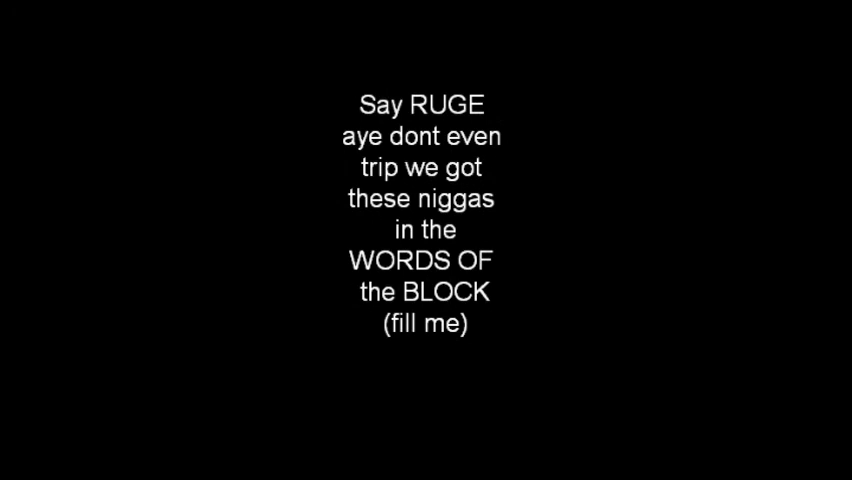 Say RUGE
aye dont even
trip we got
these niggas
in the
WORDS OF
the BLOCK
(fill me)